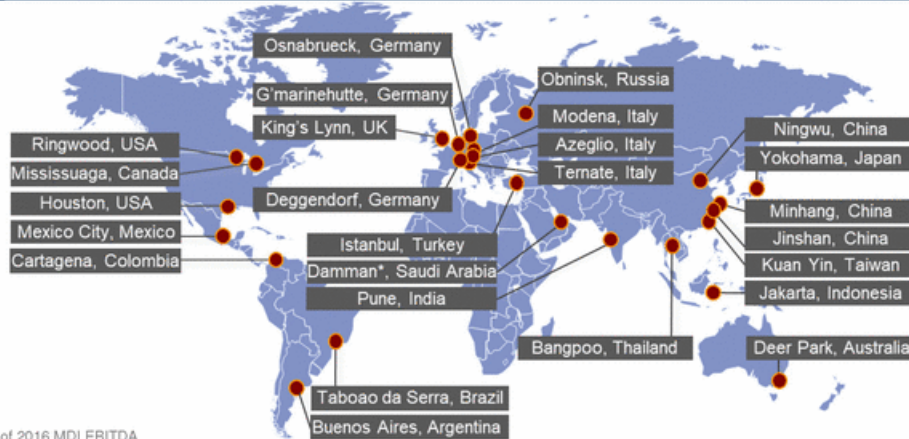 Osnabrueck, Germany
G'marinehutte, Germany
King's Lynn, UK
Ringwood, USA
Mississuaga, Canada
Houston, USA
Mexico City, Mexico
Cartagena, Colombia
Deggendorf, Germany
Obninsk, Russia
Modena, Italy
Azeglio, Italy
Ternate, Italy
Istanbul, Turkey
Damman*, Saudi Arabia
Pune, India
Ningwu, China
Yokohama, Japan
Minhang, China
Jinshan, China
Kuan Yin, Taiwan
Jakarta, Indonesia
Bangpoo, Thailand
Deer Park, Australia
Taboao da Serra, Brazil
Buenos Aires, Argentina
of 2016 MDI EBITDA